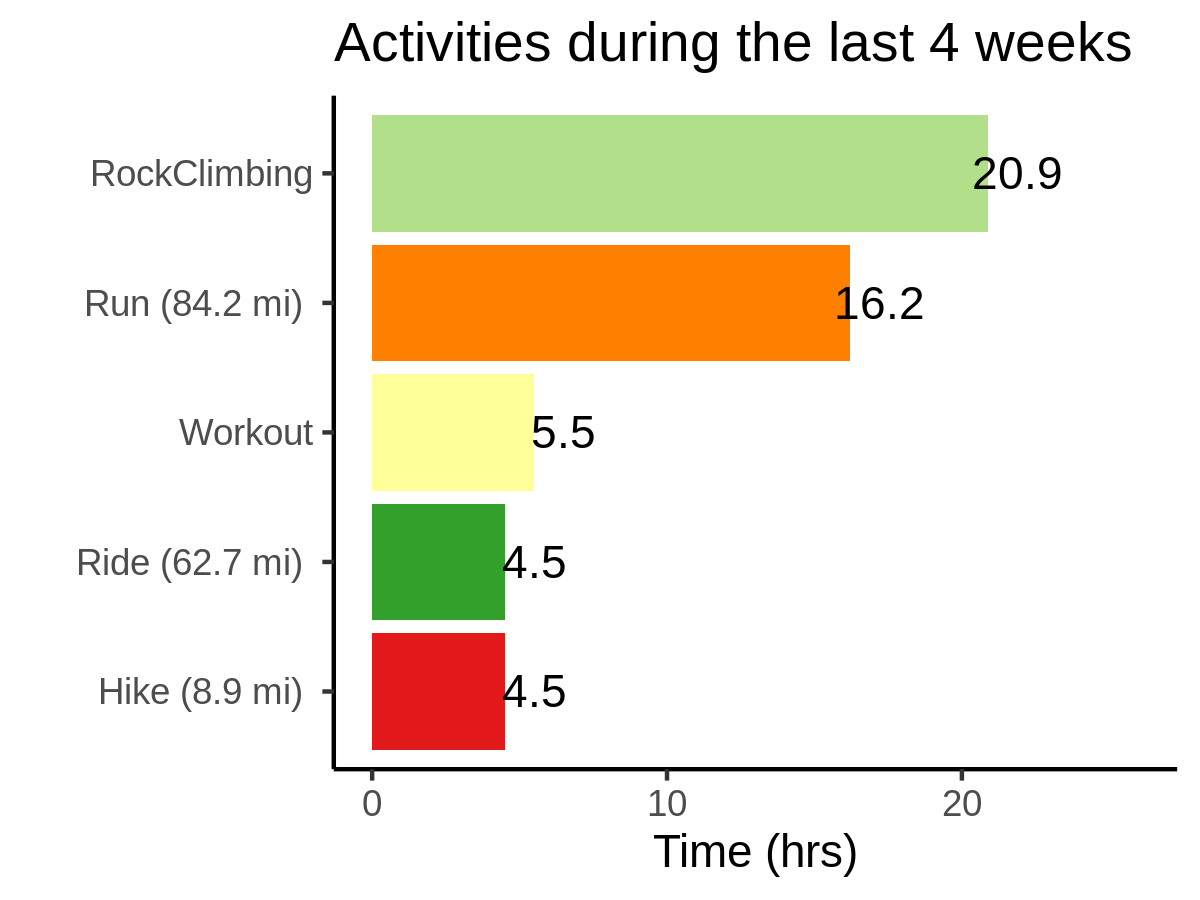 Activities during the last 4 weeks
RockClimbing 20.9
Run (84.2 mi) 16.2
Workout 5.5
Ride (62.7 mi) 4.5
Hike (8.9 mi) 4.5
0 10 20
Time (hrs)